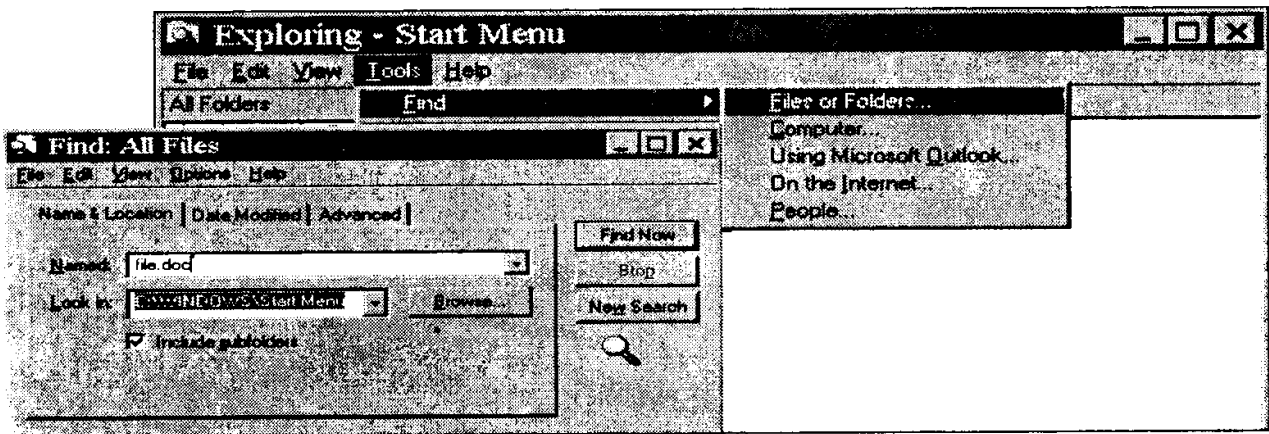 Exploring - Start Menu
File Edit View Tools Help
All Folders
Find
Files or Folders...
Computer...
Using Microsoft Outlook...
On the Internet...
People...
Find: All Files
File Edit View Options Help
Name & Location Date Modified Advanced
Named: file.doc
Look in: C:\WINDOWS\Start Menu Browse...
Include subfolders
Find Now
Stop
New Search